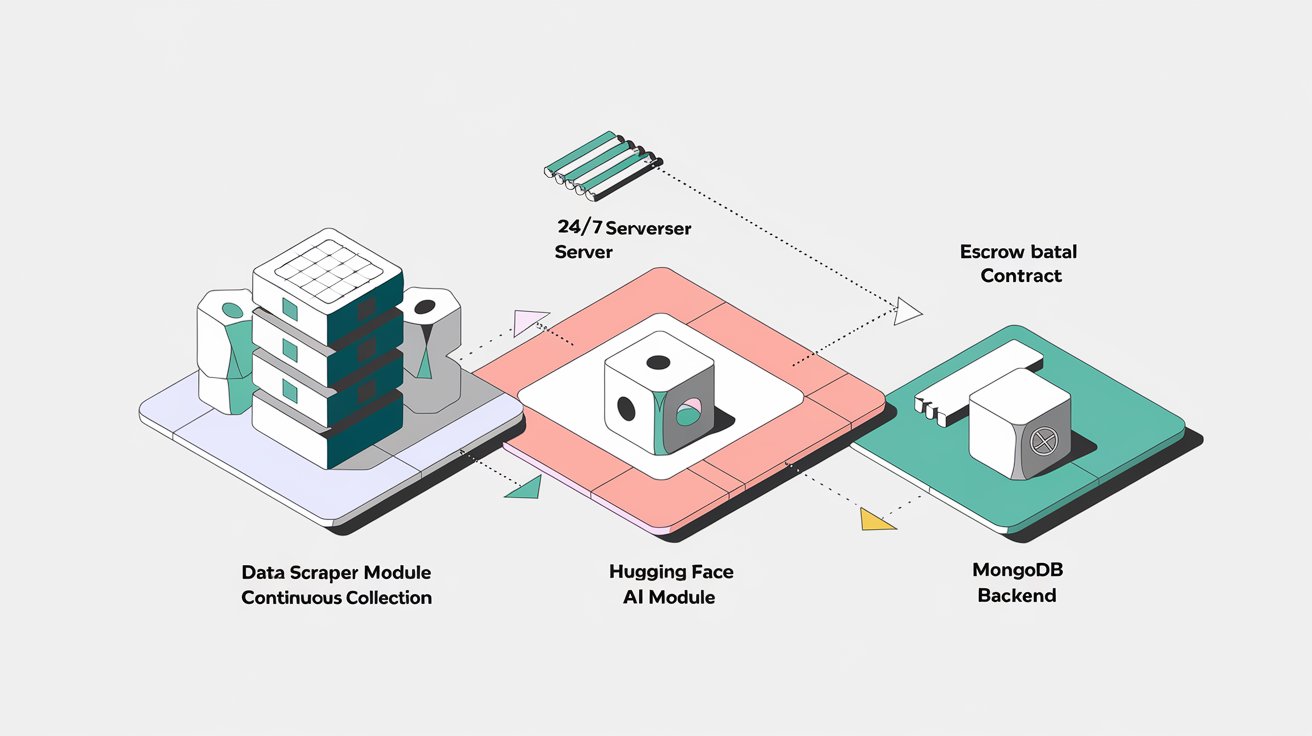 24/7 Serverser
Server
Escrow batal
Contract
Data Scraper Module
Continuous Collection
Hugging Face
AI Module
MongoDB
Backend